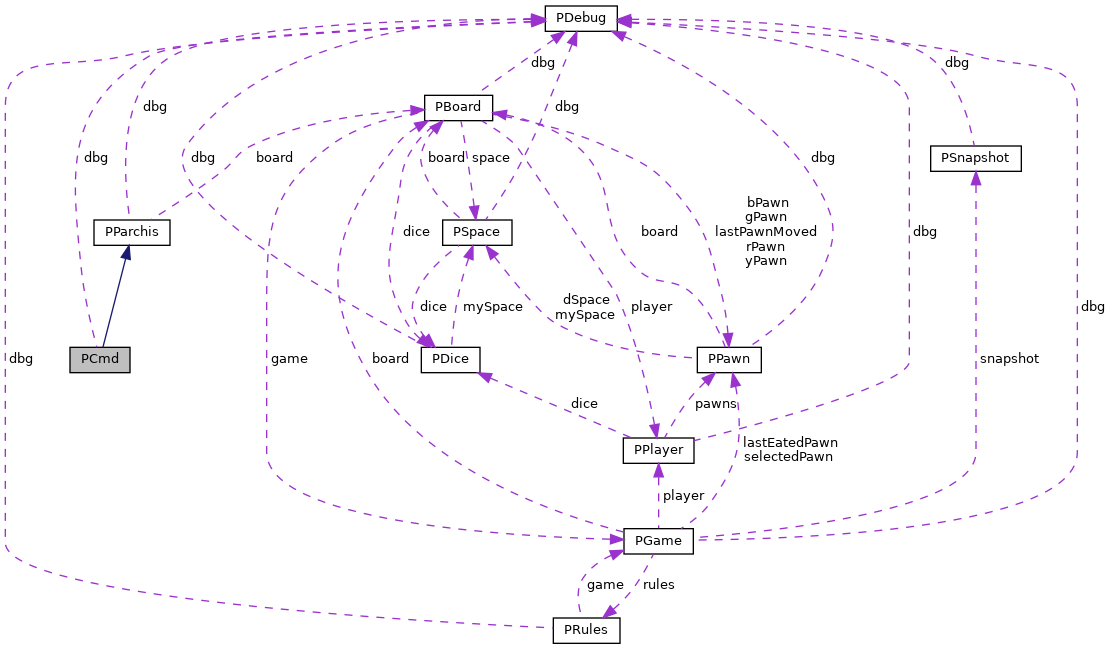 PDebug
dbg
dbg
PBoard
dbg
dbg
PSnapshot
dbg
dbg
board
board
space
dbg
bPawn
gPawn
lastPawnMoved
rPawn
yPawn
PParchis
dice
PSpace
board
dbg
dSpace
mySpace
dice
mySpace
player
dbg
dbg
game
board
PCmd
PDice
PPawn
snapshot
dice
pawns
PPlayer
lastEatedPawn
selectedPawn
player
PGame
game
rules
PRules